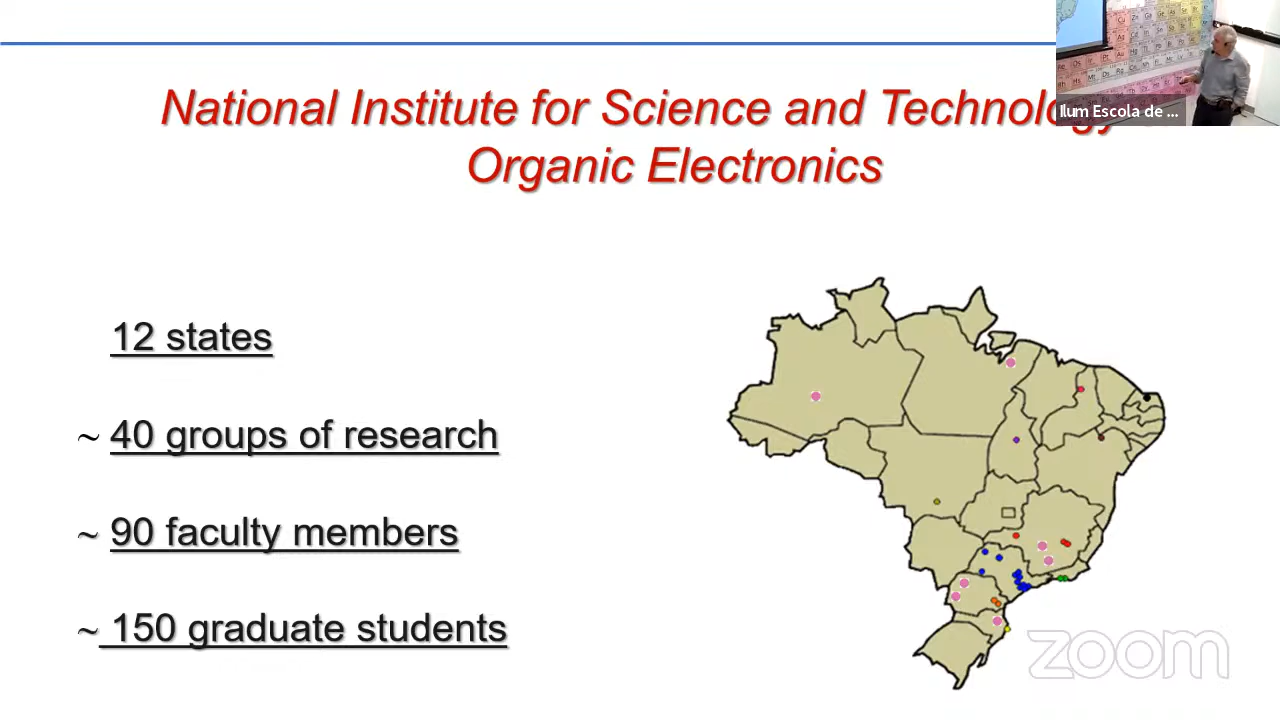 National Institute for Science and Technology
Organic Electronics
Ilum Escola de ...
12 states
~ 40 groups of research
~ 90 faculty members
~ 150 graduate students
zoom